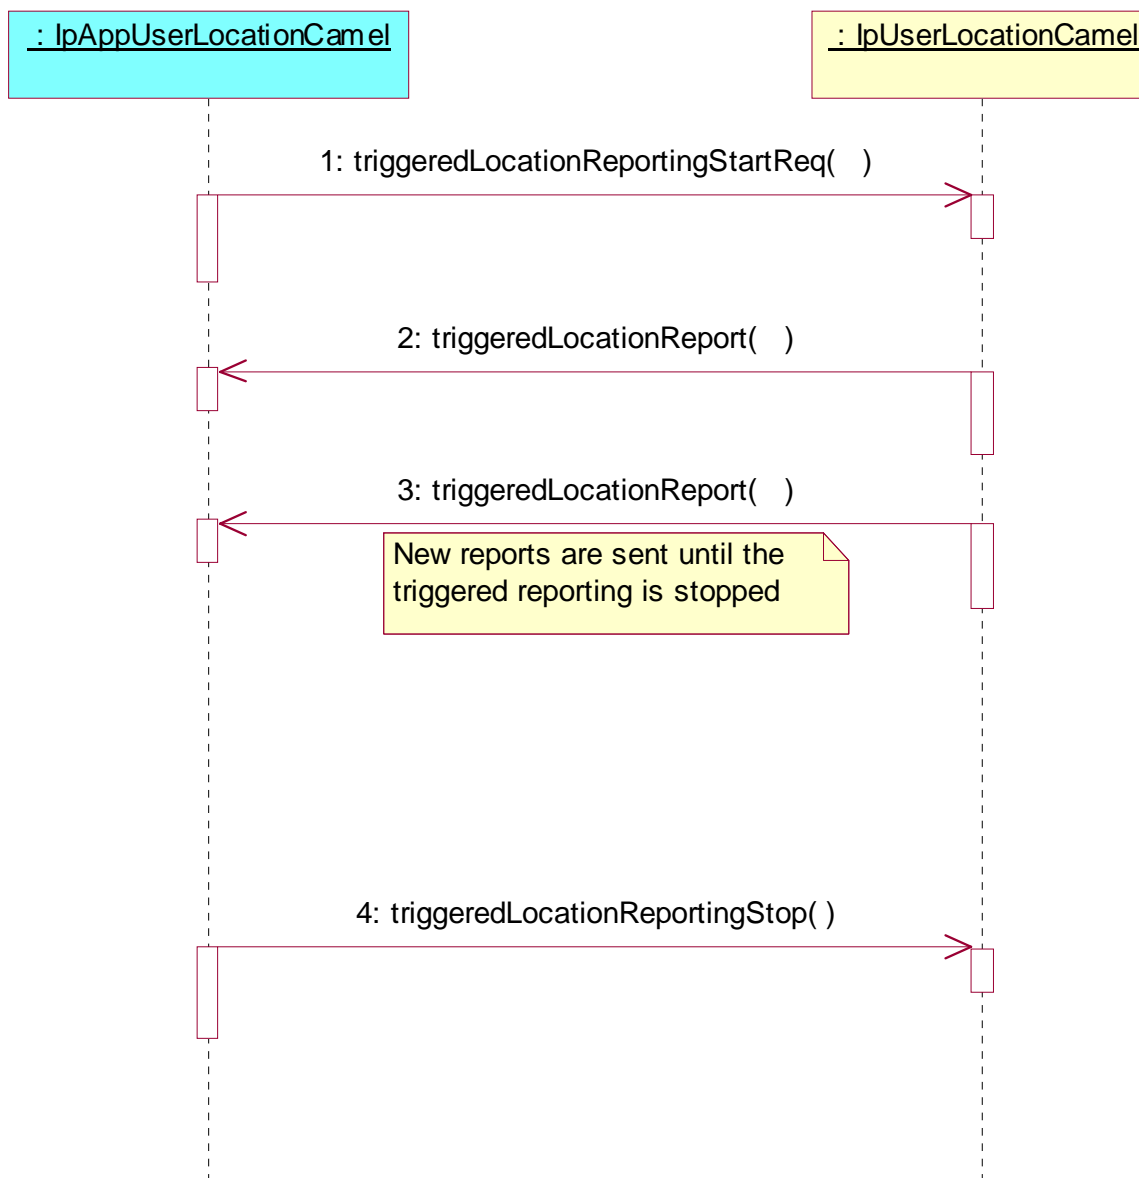 : IpAppUserLocationCamel
: IpUserLocationCamel
1: triggeredLocationReportingStartReq(   )
2: triggeredLocationReport(   )
3: triggeredLocationReport(   )
New reports are sent until the
triggered reporting is stopped
4: triggeredLocationReportingStop( )